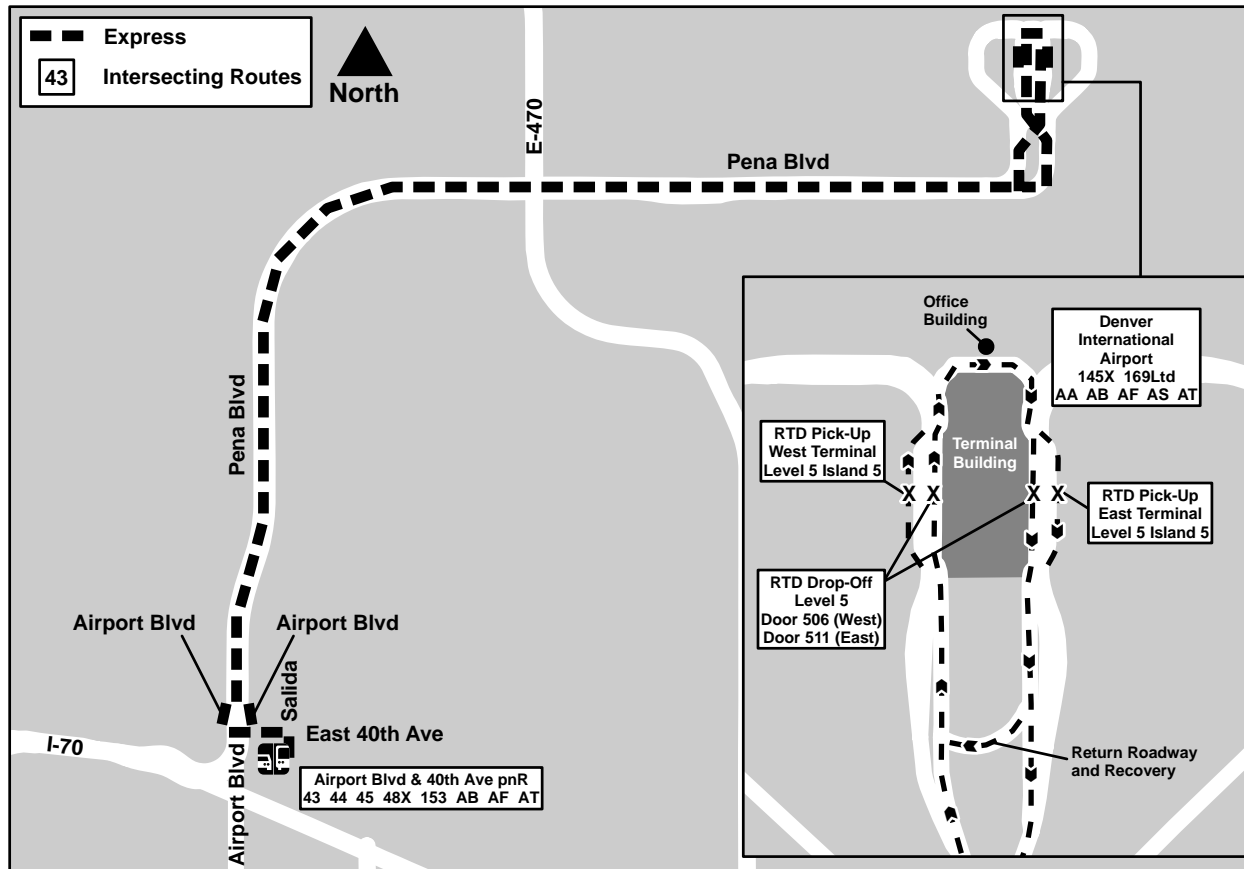 Express
43
Intersecting Routes
North
E-470
Pena Blvd
Pena Blvd
Airport Blvd
Airport Blvd
Salida
East 40th Ave
I-70
Airport Blvd
Airport Blvd & 40th Ave pnR
43 44 45 48X 153 AB AF AT
Office
Building
Denver
International
Airport
145X 169Ltd
AA AB AF AS AT
RTD Pick-Up
West Terminal
Level 5 Island 5
Terminal
Building
X
X
X
X
RTD Pick-Up
East Terminal
Level 5 Island 5
RTD Drop-Off
Level 5
Door 506 (West)
Door 511 (East)
Return Roadway
and Recovery